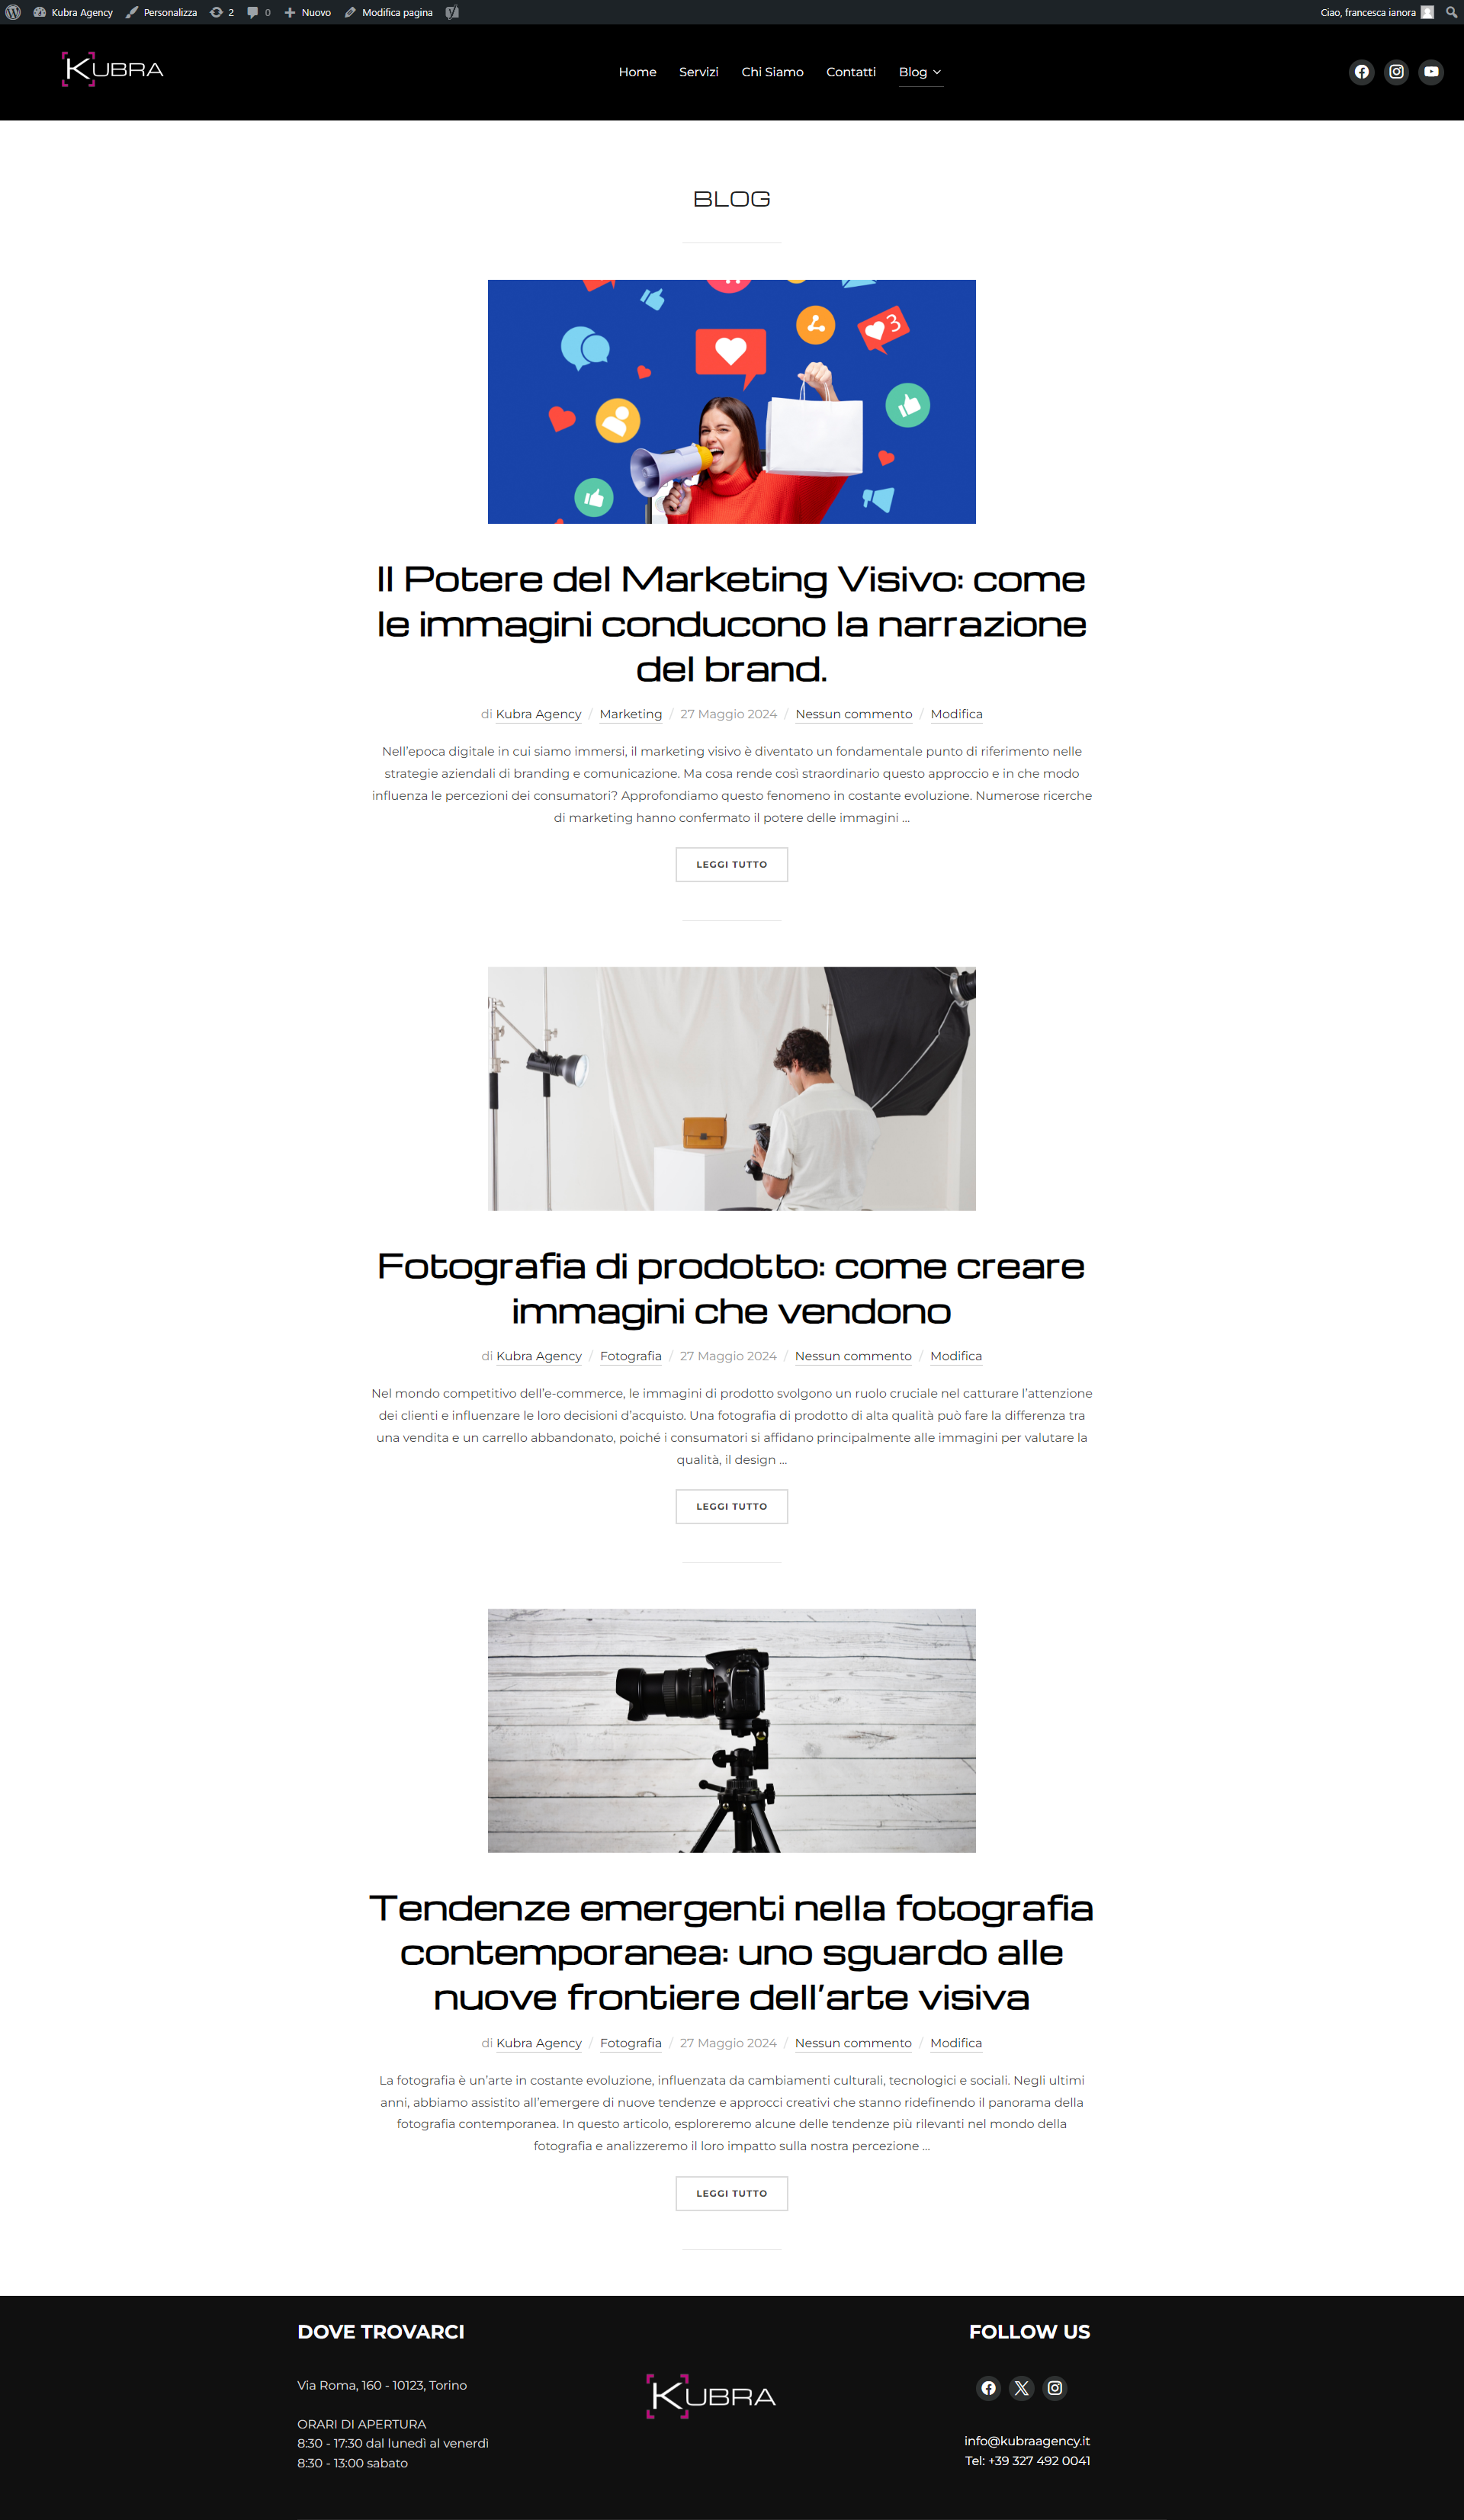 Kubra Agency Personalizza 2 0 Nuovo Modifica pagina Ciao, francesca ianora
KUBRA
Home Servizi Chi Siamo Contatti Blog
BLOG
3
Il Potere del Marketing Visivo: come
le immagini conducono la narrazione
del brand.
di Kubra Agency / Marketing / 27 Maggio 2024 / Nessun commento / Modifica
Nell’epoca digitale in cui siamo immersi, il marketing visivo è diventato un fondamentale punto di riferimento nelle
strategie aziendali di branding e comunicazione. Ma cosa rende così straordinario questo approccio e in che modo
influenza le percezioni dei consumatori? Approfondiamo questo fenomeno in costante evoluzione. Numerose ricerche
di marketing hanno confermato il potere delle immagini …
LEGGI TUTTO
Fotografia di prodotto: come creare
immagini che vendono
di Kubra Agency / Fotografia / 27 Maggio 2024 / Nessun commento / Modifica
Nel mondo competitivo dell’e-commerce, le immagini di prodotto svolgono un ruolo cruciale nel catturare l’attenzione
dei clienti e influenzare le loro decisioni d’acquisto. Una fotografia di prodotto di alta qualità può fare la differenza tra
una vendita e un carrello abbandonato, poiché i consumatori si affidano principalmente alle immagini per valutare la
qualità, il design …
LEGGI TUTTO
Tendenze emergenti nella fotografia
contemporanea: uno sguardo alle
nuove frontiere dell’arte visiva
di Kubra Agency / Fotografia / 27 Maggio 2024 / Nessun commento / Modifica
La fotografia è un’arte in costante evoluzione, influenzata da cambiamenti culturali, tecnologici e sociali. Negli ultimi
anni, abbiamo assistito all’emergere di nuove tendenze e approcci creativi che stanno ridefinendo il panorama della
fotografia contemporanea. In questo articolo, esploreremo alcune delle tendenze più rilevanti nel mondo della
fotografia e analizzeremo il loro impatto sulla nostra percezione …
LEGGI TUTTO
DOVE TROVARCI
Via Roma, 160 - 10123, Torino
ORARI DI APERTURA
8:30 - 17:30 dal lunedì al venerdì
8:30 - 13:00 sabato
KUBRA
FOLLOW US
info@kubraagency.it
Tel: +39 327 492 0041